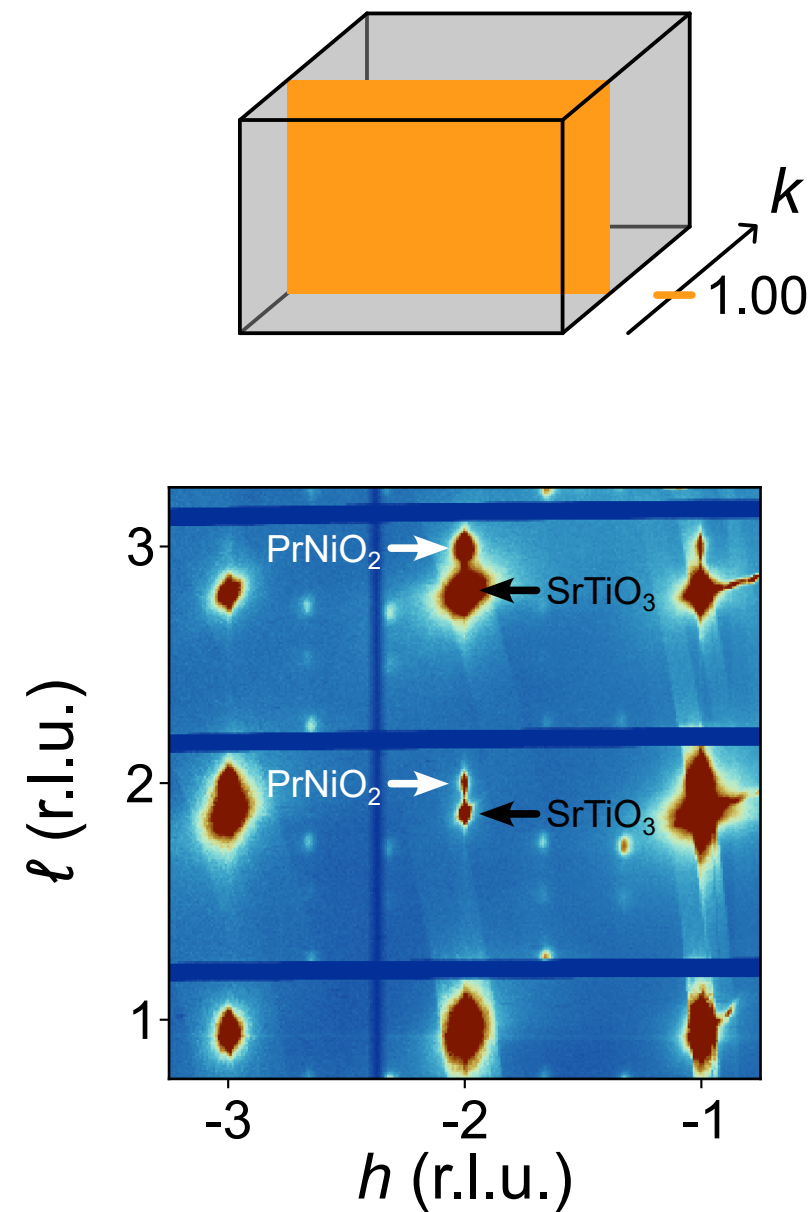 k
1.00
3
PrNiO₂
SrTiO₃
2
PrNiO₂
SrTiO₃
ℓ (r.l.u.)
1
-3 -2 -1
h (r.l.u.)